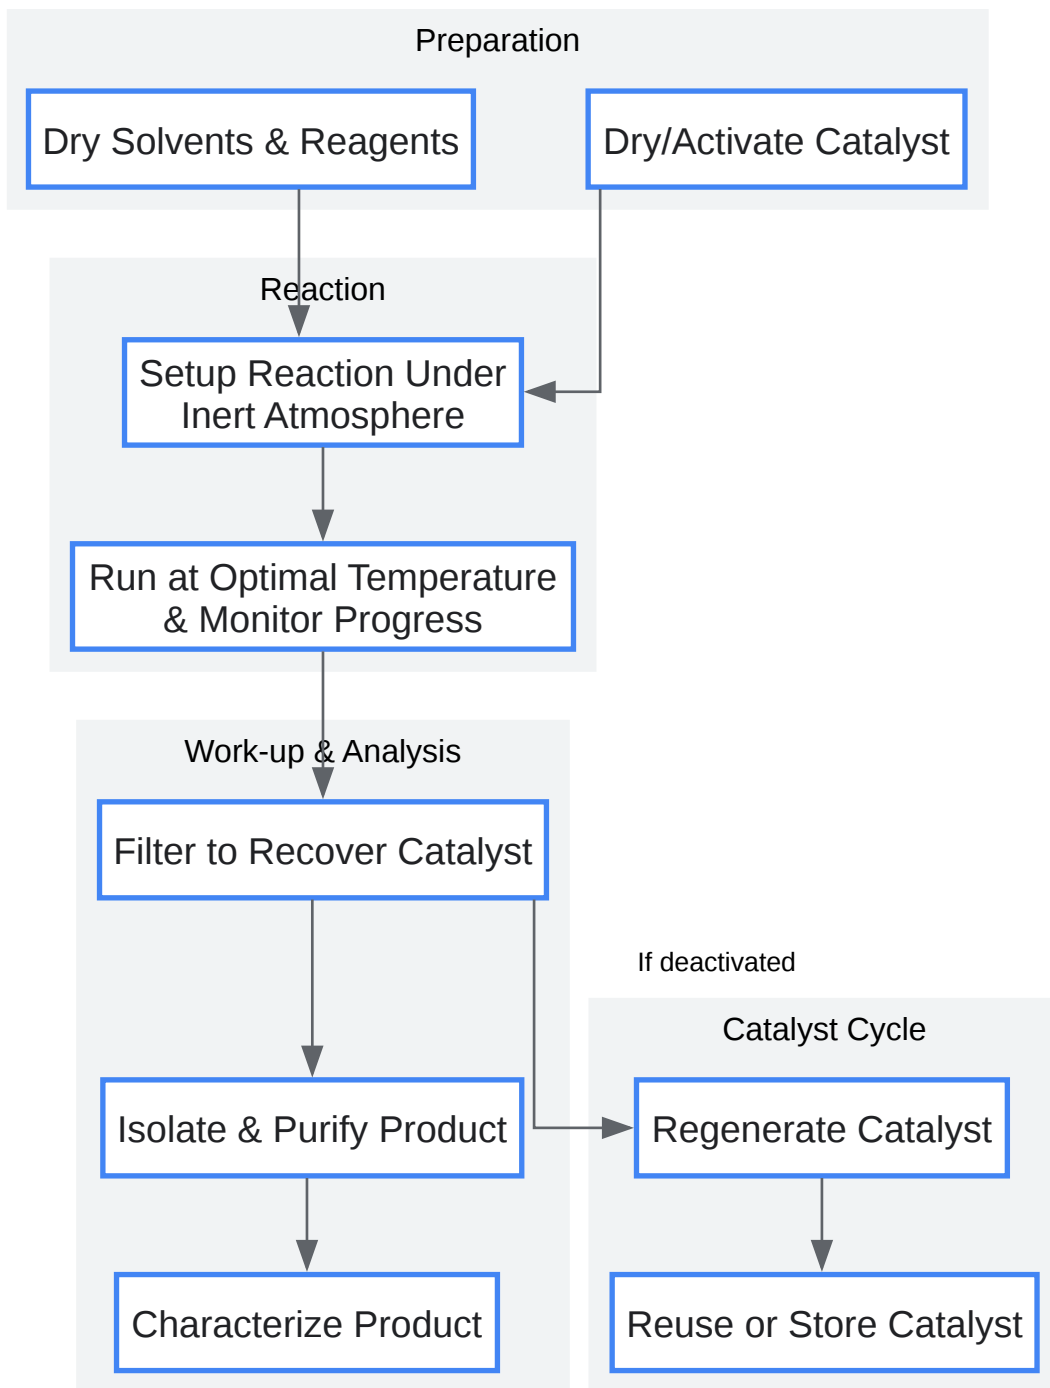 Preparation
Dry Solvents & Reagents
Dry/Activate Catalyst
Reaction
Setup Reaction Under
Inert Atmosphere
Run at Optimal Temperature
& Monitor Progress
Work-up & Analysis
Filter to Recover Catalyst
If deactivated
Catalyst Cycle
Isolate & Purify Product
Regenerate Catalyst
Characterize Product
Reuse or Store Catalyst